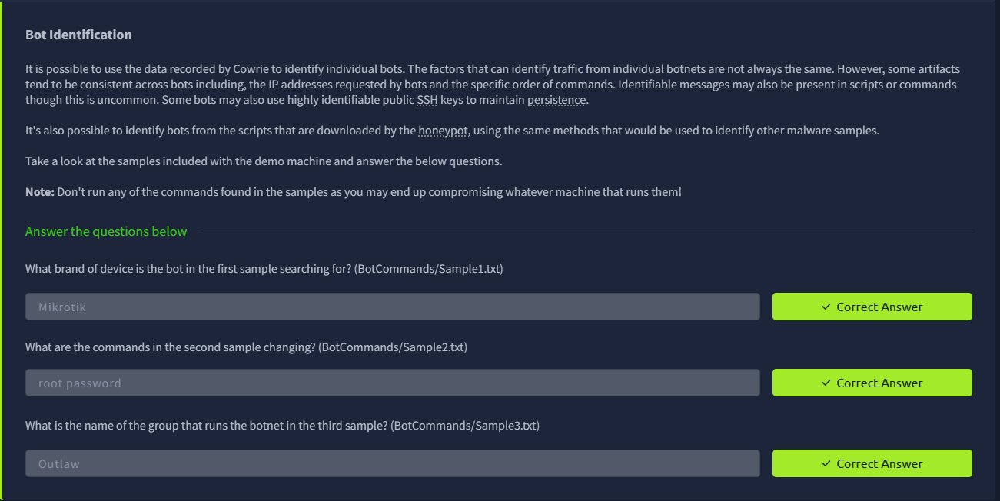 Bot Identification
It is possible to use the data recorded by Cowrie to identify individual bots. The factors that can identify traffic from individual botnets are not always the same. However, some artifacts
tend to be consistent across bots including, the IP addresses requested by bots and the specific order of commands. Identifiable messages may also be present in scripts or commands
though this is uncommon. Some bots may also use highly identifiable public SSH keys to maintain persistence.
It's also possible to identify bots from the scripts that are downloaded by the honeypot, using the same methods that would be used to identify other malware samples.
Take a look at the samples included with the demo machine and answer the below questions.
Note: Don't run any of the commands found in the samples as you may end up compromising whatever machine that runs them!
Answer the questions below
What brand of device is the bot in the first sample searching for? (BotCommands/Sample1.txt)
Mikrotik
✓ Correct Answer
What are the commands in the second sample changing? (BotCommands/Sample2.txt)
root password
✓ Correct Answer
What is the name of the group that runs the botnet in the third sample? (BotCommands/Sample3.txt)
Outlaw
✓ Correct Answer